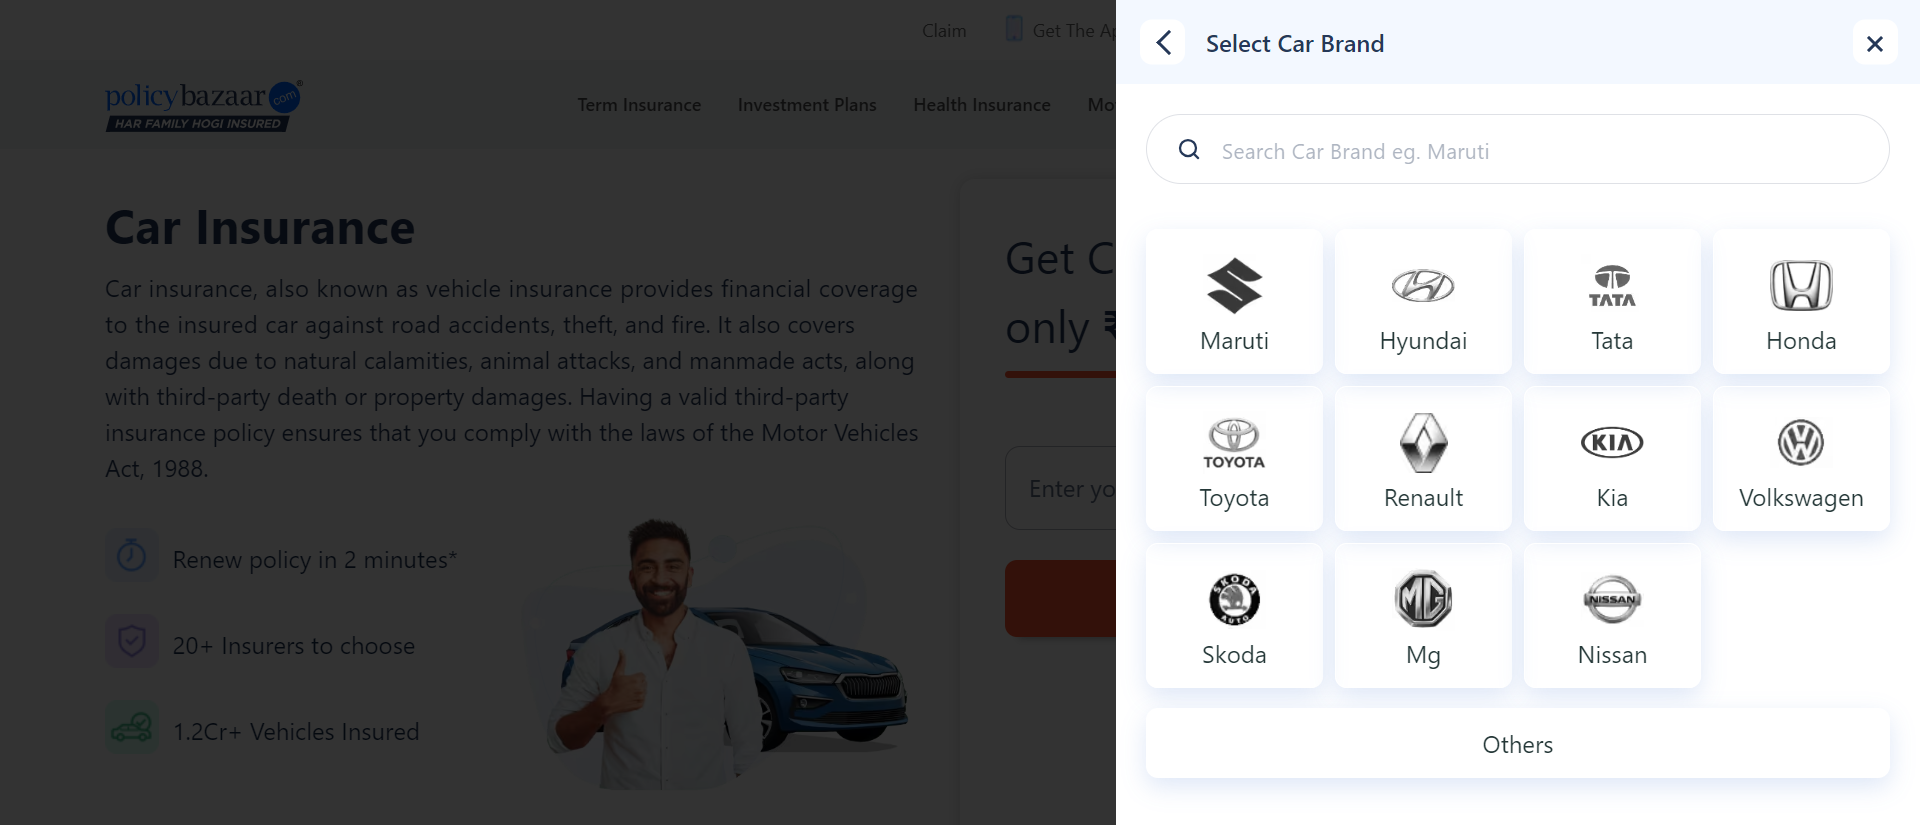 Claim
Get The Ap
policybazaar.com®
HAR FAMILY HOGI INSURED
Term Insurance
Investment Plans
Health Insurance
Mo
Car Insurance
Car insurance, also known as vehicle insurance provides financial coverage
to the insured car against road accidents, theft, and fire. It also covers
damages due to natural calamities, animal attacks, and manmade acts, along
with third-party death or property damages. Having a valid third-party
insurance policy ensures that you comply with the laws of the Motor Vehicles
Act, 1988.
Renew policy in 2 minutes*
20+ Insurers to choose
1.2Cr+ Vehicles Insured
Get C
only ₹
Enter yo
Select Car Brand
Search Car Brand eg. Maruti
Maruti
Hyundai
TATA
Tata
Honda
TOYOTA
Toyota
Renault
KIA
Kia
VW
Volkswagen
SKODA
AUTO
Skoda
MG
Mg
NISSAN
Nissan
Others